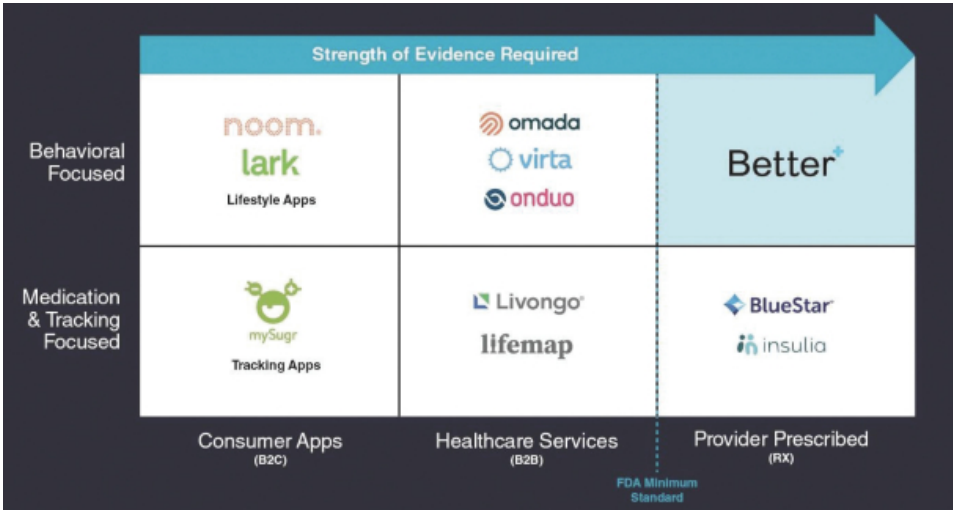 Strength of Evidence Required
Behavioral
Focused
noom.
lark
Lifestyle Apps
omada
virta
onduo
Better+
Medication
& Tracking
Focused
mySugr
Tracking Apps
Livongo®
lifemap
BlueStar®
insulia
Consumer Apps
(B2C)
Healthcare Services
(B2B)
Provider Prescribed
(RX)
FDA Minimum
Standard